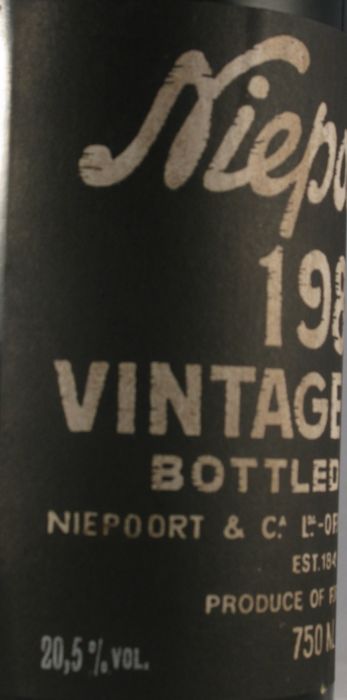 Niepo
198
VINTAGE
BOTTLED
NIEPOORT & Cᴬ Lᴰᴬ-OP
EST.184
PRODUCE OF P
750 M
20,5 % VOL.